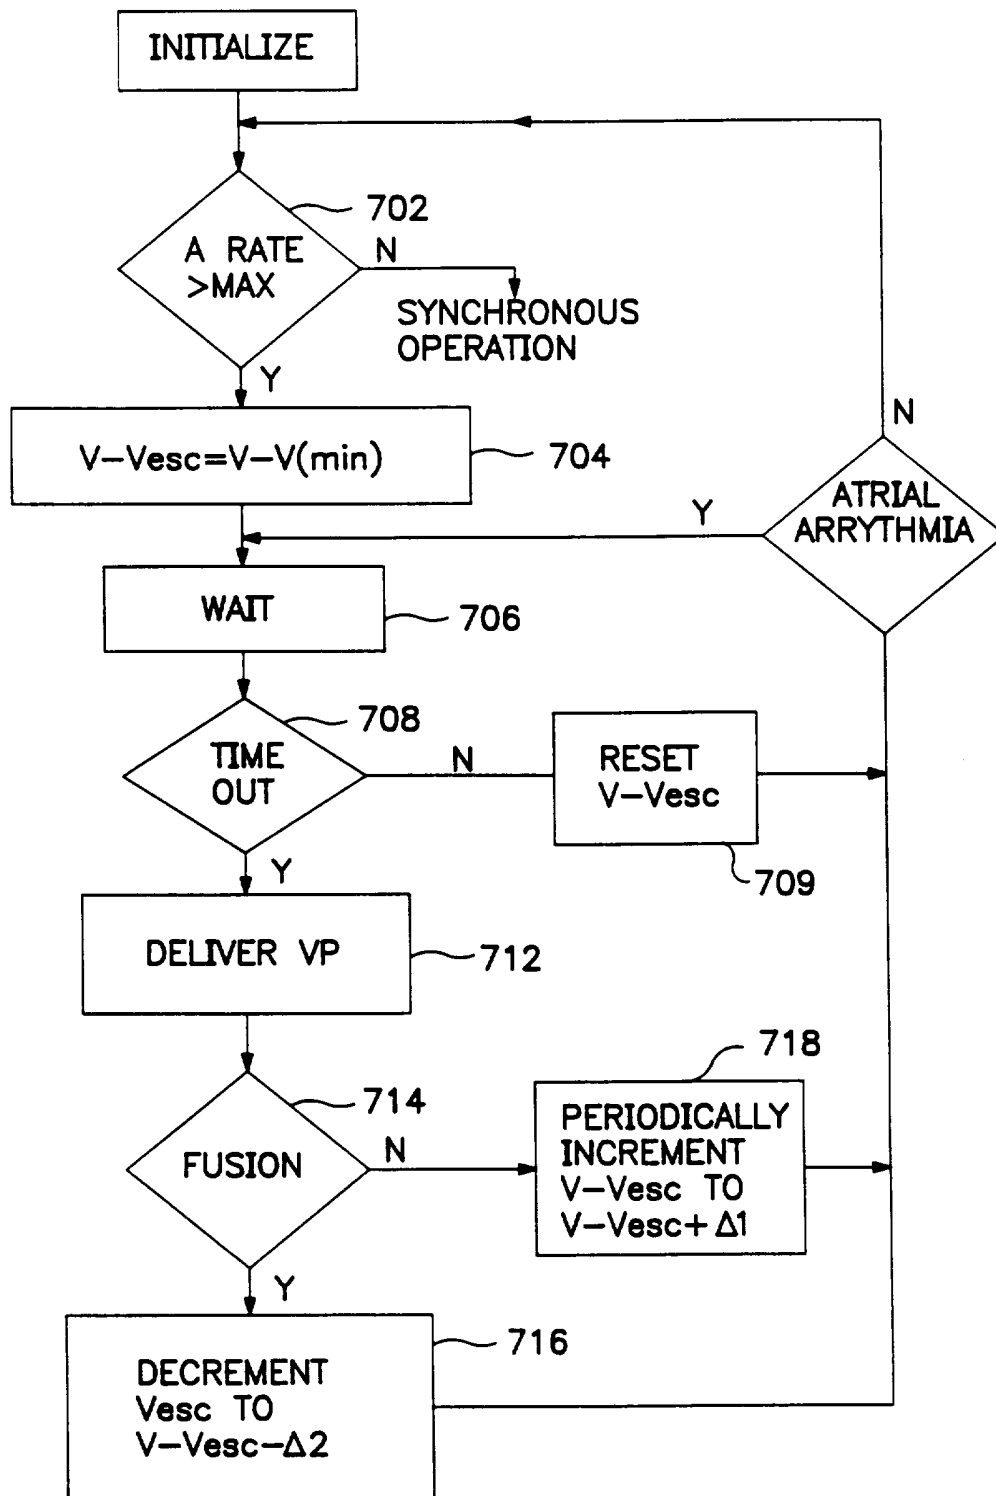 INITIALIZE
702
A RATE
>MAX
N
SYNCHRONOUS
OPERATION
Y
V-Vesc=V-V(min)
704
N
ATRIAL
ARRYTHMIA
Y
WAIT
706
708
TIME
OUT
N
RESET
V-Vesc
709
Y
DELIVER VP
712
714
FUSION
N
718
PERIODICALLY
INCREMENT
V-Vesc TO
V-Vesc+Δ1
Y
716
DECREMENT
Vesc TO
V-Vesc-Δ2